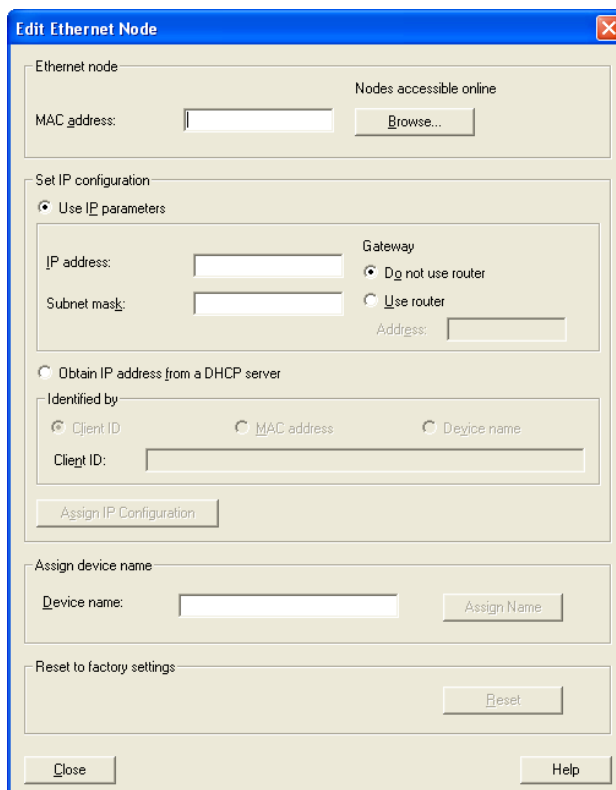 Edit Ethernet Node
Ethernet node
Nodes accessible online
MAC address:
Browse...
Set IP configuration
Use IP parameters
Gateway
IP address:
Do not use router
Subnet mask:
Use router
Address:
Obtain IP address from a DHCP server
Identified by
Client ID
MAC address
Device name
Client ID:
Assign IP Configuration
Assign device name
Device name:
Assign Name
Reset to factory settings
Reset
Close
Help